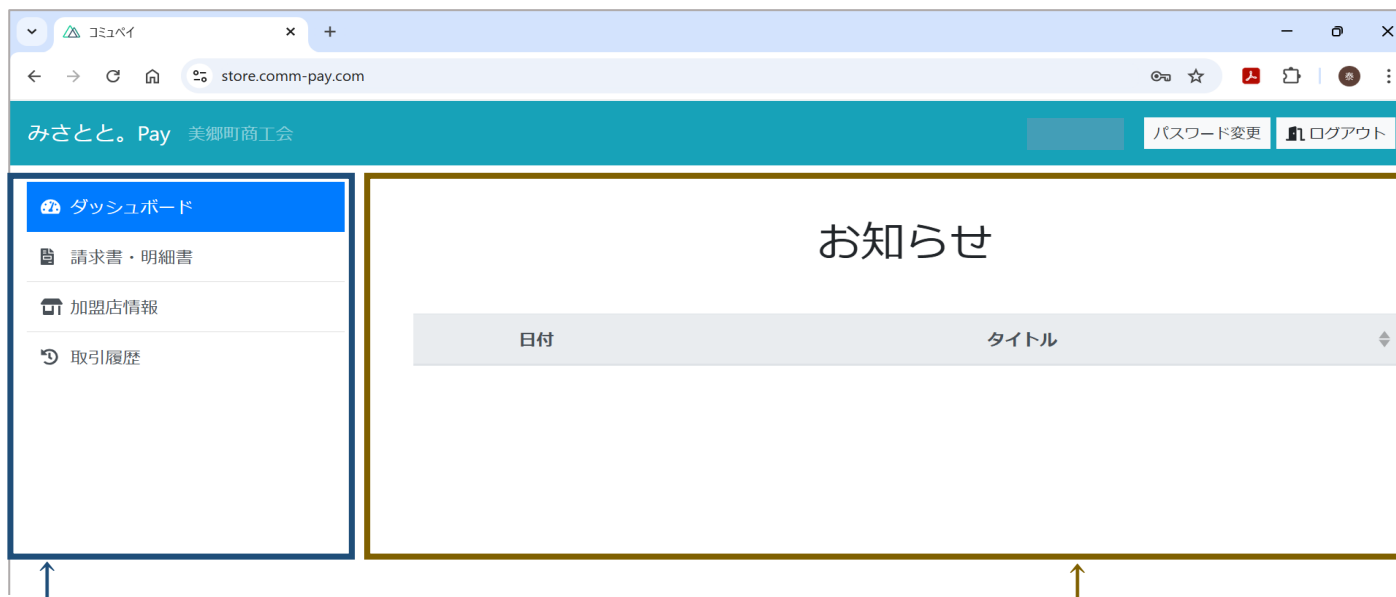 コミュペイ
store.comm-pay.com
みさとと。Pay 美郷町商工会 パスワード変更 ログアウト
ダッシュボード
請求書・明細書
加盟店情報
取引履歴
お知らせ
日付 タイトル